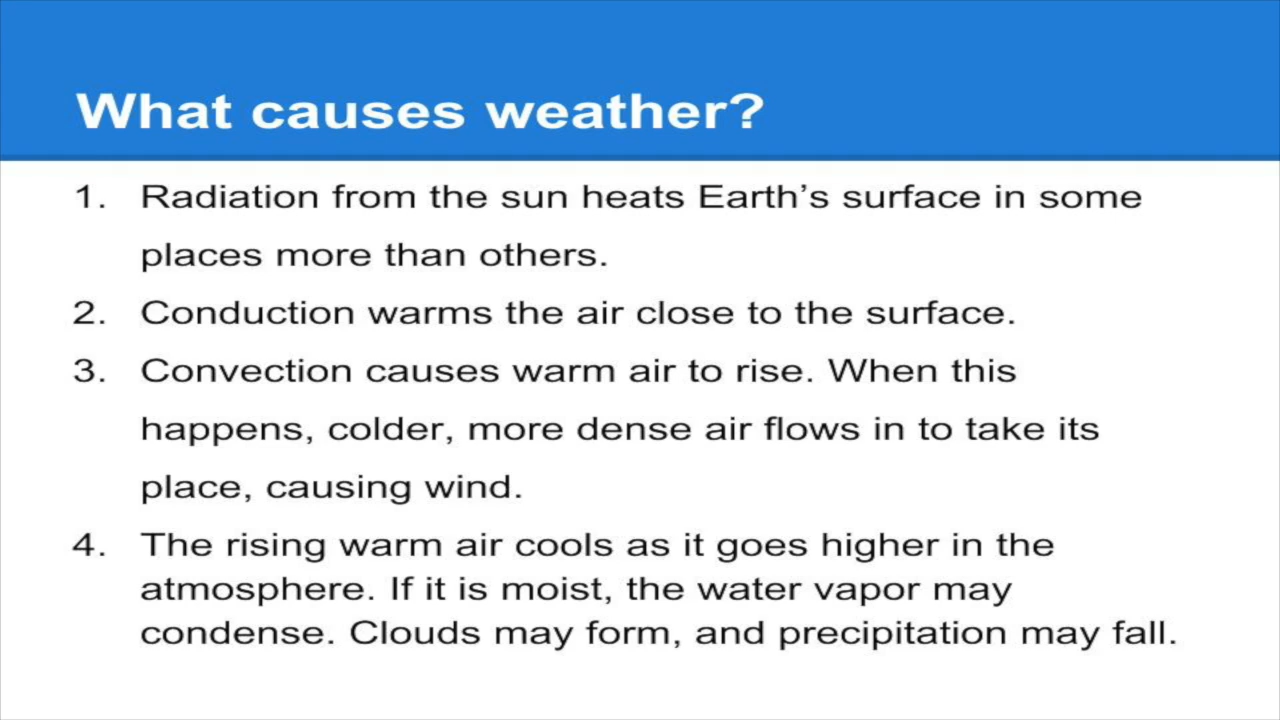 What causes weather?
1. Radiation from the sun heats Earth’s surface in some
places more than others.
2. Conduction warms the air close to the surface.
3. Convection causes warm air to rise. When this
happens, colder, more dense air flows in to take its
place, causing wind.
4. The rising warm air cools as it goes higher in the
atmosphere. If it is moist, the water vapor may
condense. Clouds may form, and precipitation may fall.